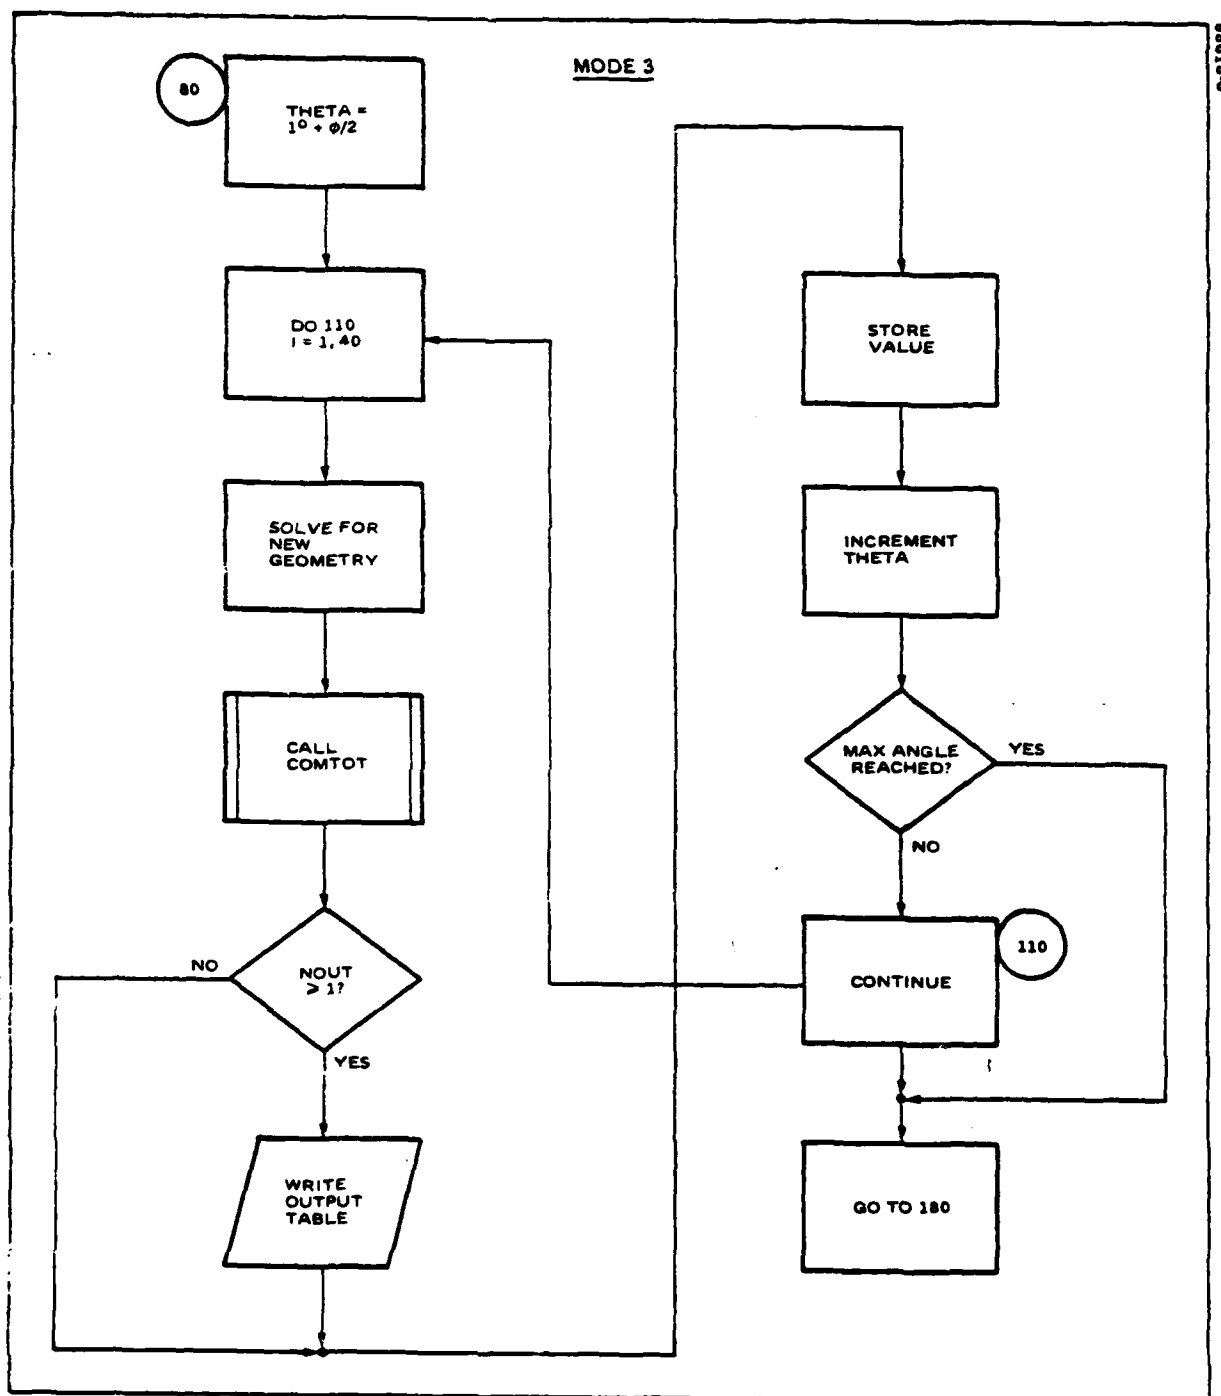 MODE 3
80
THETA =
1° + φ/2
DO 110
I = 1, 40
SOLVE FOR
NEW
GEOMETRY
CALL
COMTOT
NO
NOUT
⩾ 1?
YES
WRITE
OUTPUT
TABLE
STORE
VALUE
INCREMENT
THETA
MAX ANGLE
REACHED?
YES
NO
110
CONTINUE
GO TO 180